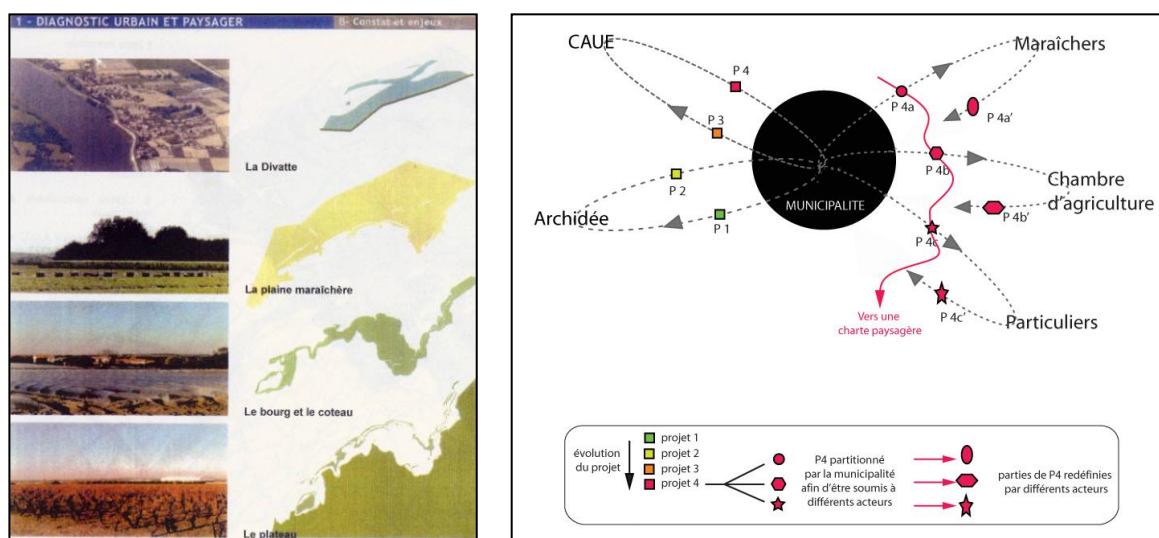 1 - DIAGNOSTIC URBAIN ET PAYSAGER
B- Constat et enjeux
La Divatte
La plaine maraîchère
Le bourg et le coteau
Le plateau
CAUE
Maraîchers
P 4
P 4a
P 3
P 4a'
P 2
P 4b
Chambre
d'agriculture
MUNICIPALITE
Archidée
P 1
P 4b'
P 4c
P 4c'
Particuliers
Vers une
charte paysagère
évolution
du projet
projet 1
projet 2
projet 3
projet 4
P4 partitionné
par la municipalité
afin d'être soumis à
différents acteurs
parties de P4 redéfinies
par différents acteurs